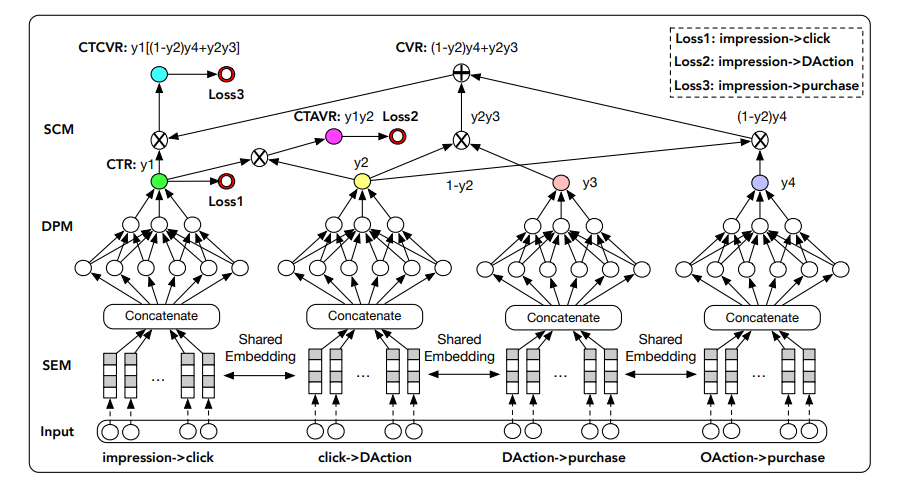 CTCVR: y1[(1-y2)y4+y2y3]
CVR: (1-y2)y4+y2y3
Loss1: impression->click
Loss2: impression->DAction
Loss3: impression->purchase
Loss3
SCM
CTAVR: y1y2
Loss2
y2y3
(1-y2)y4
CTR: y1
y2
1-y2
y3
y4
Loss1
DPM
Concatenate
Concatenate
Concatenate
Concatenate
Shared
Embedding
Shared
Embedding
Shared
Embedding
SEM
...
...
...
...
Input
impression->click
click->DAction
DAction->purchase
OAction->purchase